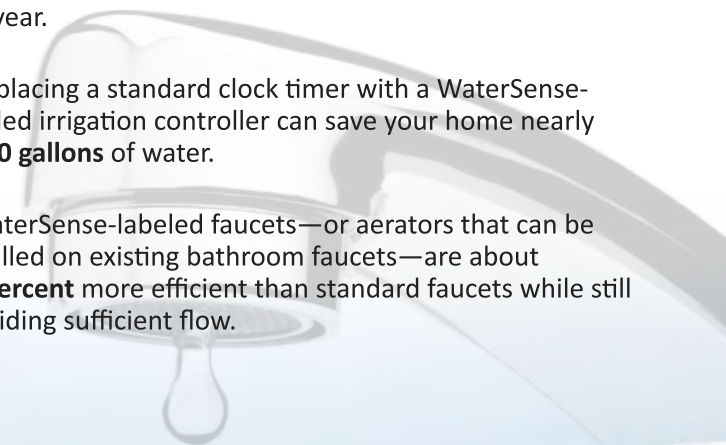 year.
placing a standard clock timer with a WaterSense-
led irrigation controller can save your home nearly
0 gallons of water.
aterSense-labeled faucets—or aerators that can be
lled on existing bathroom faucets—are about
ercent more efficient than standard faucets while still
iding sufficient flow.